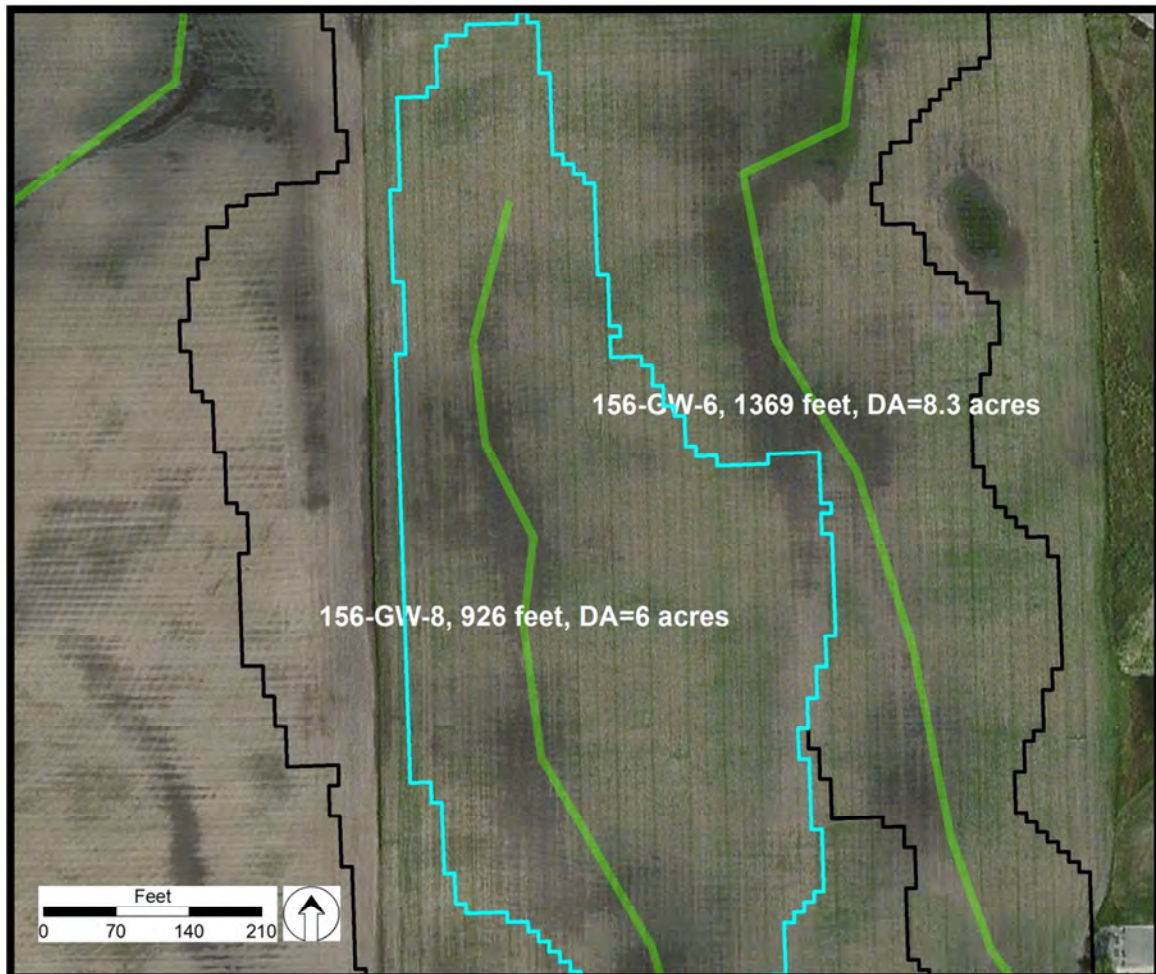 156-GW-6, 1369 feet, DA=8.3 acres
156-GW-8, 926 feet, DA=6 acres
Feet
0 70 140 210